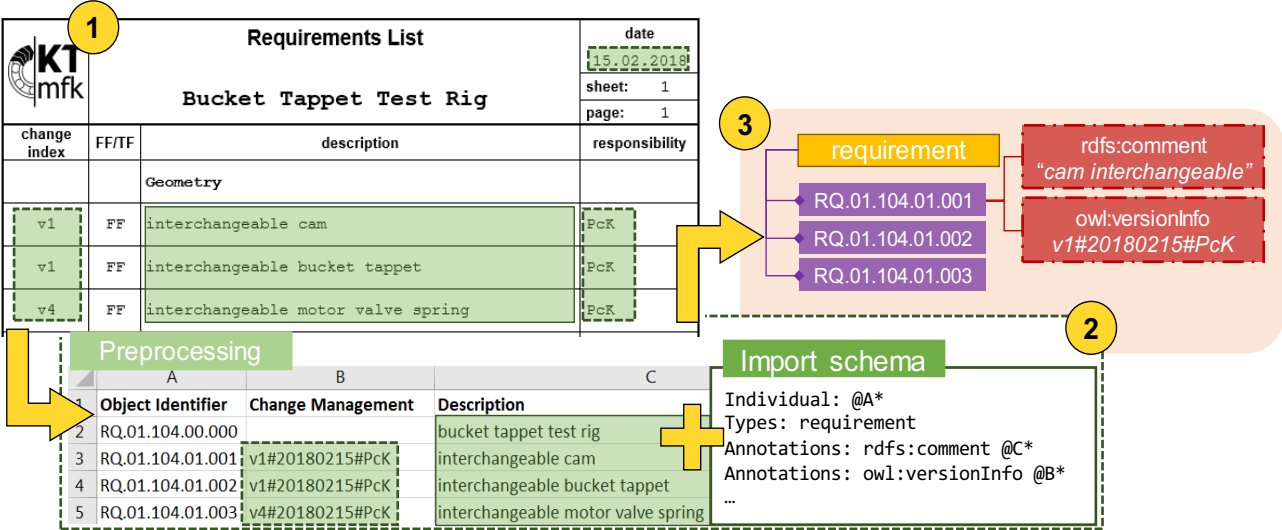 1
KT
mfk
Requirements List
Bucket Tappet Test Rig
date
15.02.2018
sheet: 1
page: 1
change index
FF/TF
description
responsibility
Geometry
v1 FF interchangeable cam PcK
v1 FF interchangeable bucket tappet PcK
v4 FF interchangeable motor valve spring PcK
3
requirement
RQ.01.104.01.001
RQ.01.104.01.002
RQ.01.104.01.003
rdfs:comment
“cam interchangeable”
owl:versionInfo
v1#20180215#PcK
2
Preprocessing
A B C
1 Object Identifier Change Management Description
2 RQ.01.104.00.000 bucket tappet test rig
3 RQ.01.104.01.001 v1#20180215#PcK interchangeable cam
4 RQ.01.104.01.002 v1#20180215#PcK interchangeable bucket tappet
5 RQ.01.104.01.003 v4#20180215#PcK interchangeable motor valve spring
Import schema
Individual: @A*
Types: requirement
Annotations: rdfs:comment @C*
Annotations: owl:versionInfo @B*
…